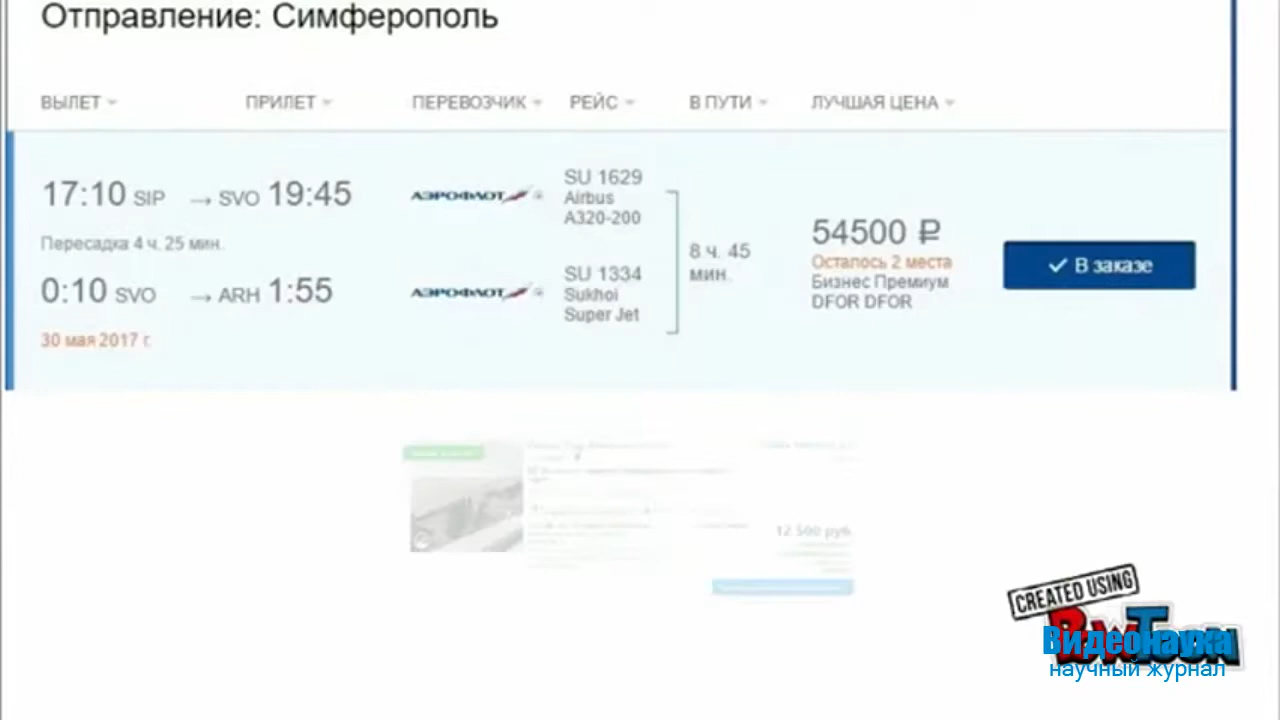 Отправление: Симферополь
ВЫЛЕТ ПРИЛЕТ ПЕРЕВОЗЧИК РЕЙС В ПУТИ ЛУЧШАЯ ЦЕНА
17:10 SIP → SVO 19:45
АЭРОФЛОТ
SU 1629
Airbus
A320-200
Пересадка 4 ч. 25 мин.
0:10 SVO → ARH 1:55
АЭРОФЛОТ
SU 1334
Sukhoi
Super Jet
30 мая 2017 г.
8 ч. 45
мин.
54500 ₽
Осталось 2 места
Бизнес Премиум
DFOR DFOR
✓ В заказе
12 500 руб
CREATED USING
PowToon
Видеонаука
научный журнал